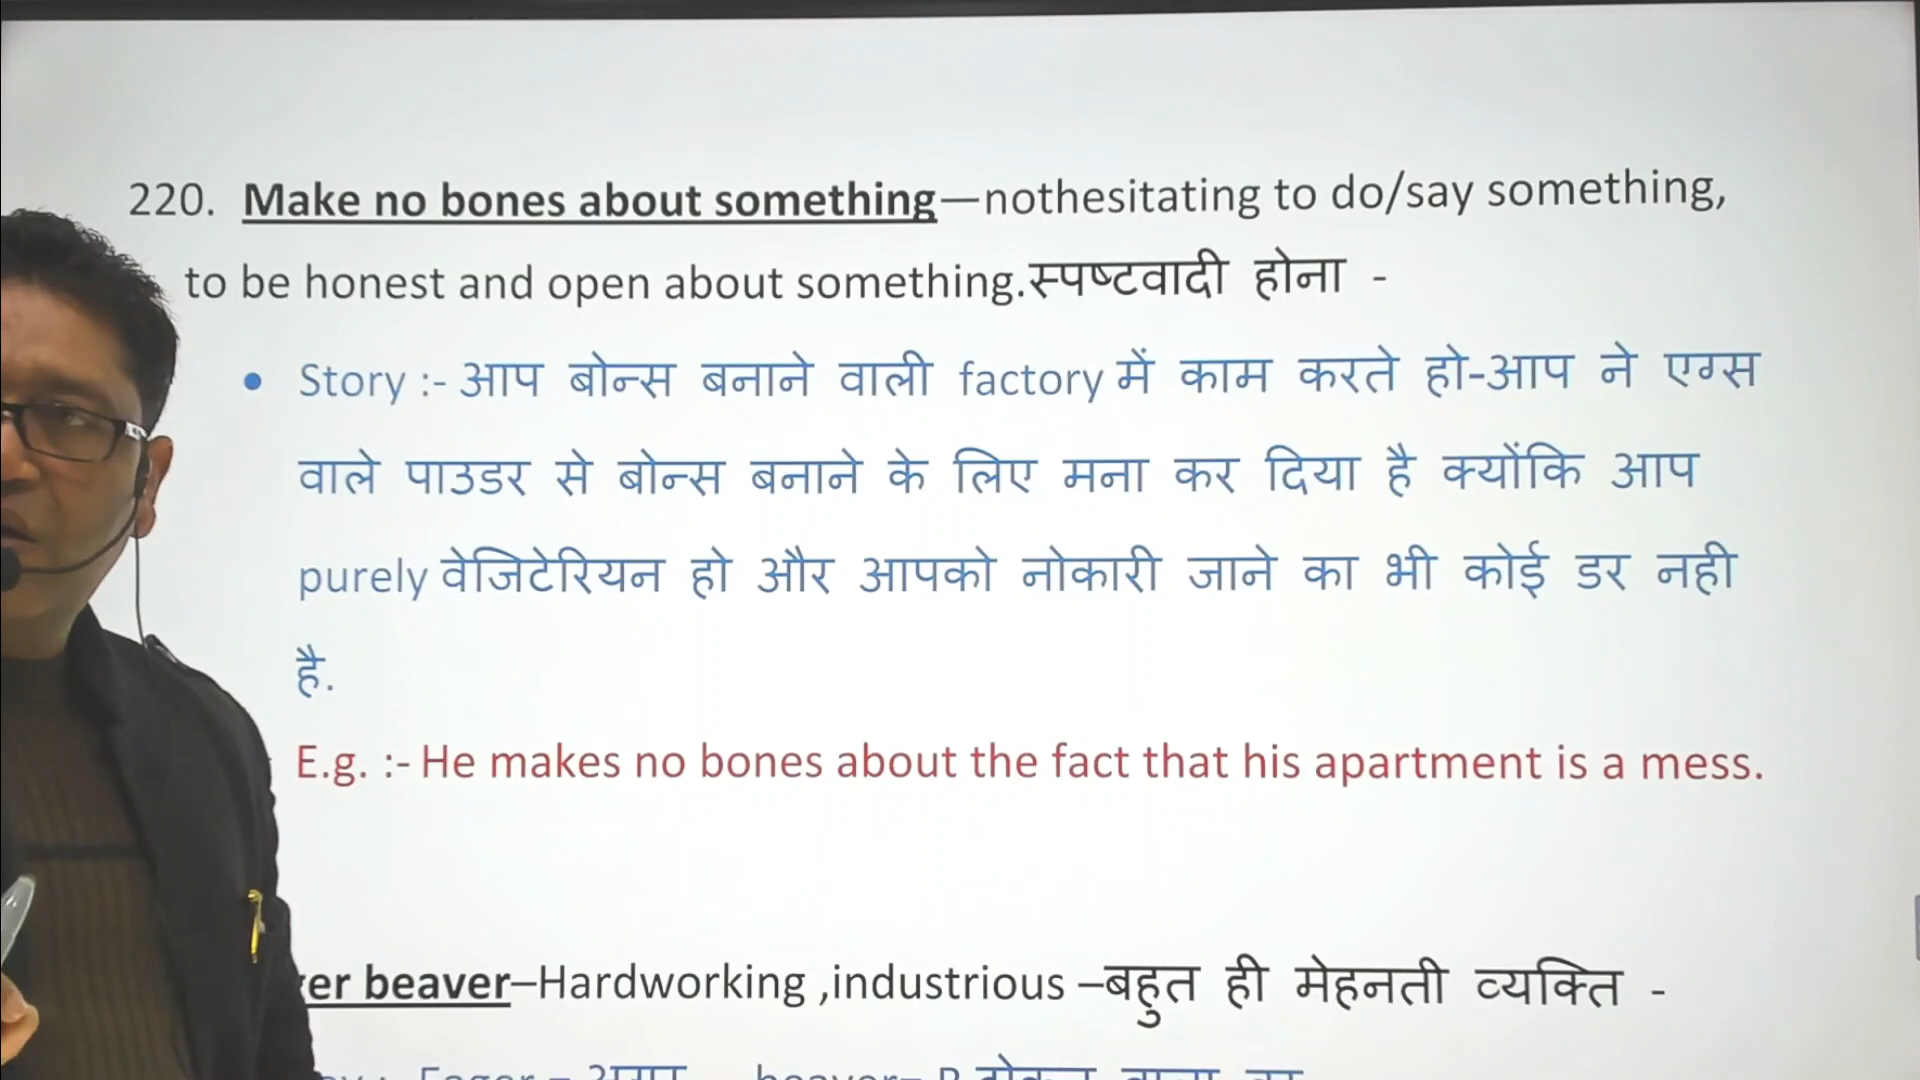 220. Make no bones about something—nothesitating to do/say something,
to be honest and open about something.स्पष्टवादी होना -
• Story :- आप बोन्स बनाने वाली factory में काम करते हो-आप ने एग्स
वाले पाउडर से बोन्स बनाने के लिए मना कर दिया है क्योंकि आप
purely वेजिटेरियन हो और आपको नोकारी जाने का भी कोई डर नही
है.
E.g. :- He makes no bones about the fact that his apartment is a mess.
er beaver–Hardworking ,industrious –बहुत ही मेहनती व्यक्ति -